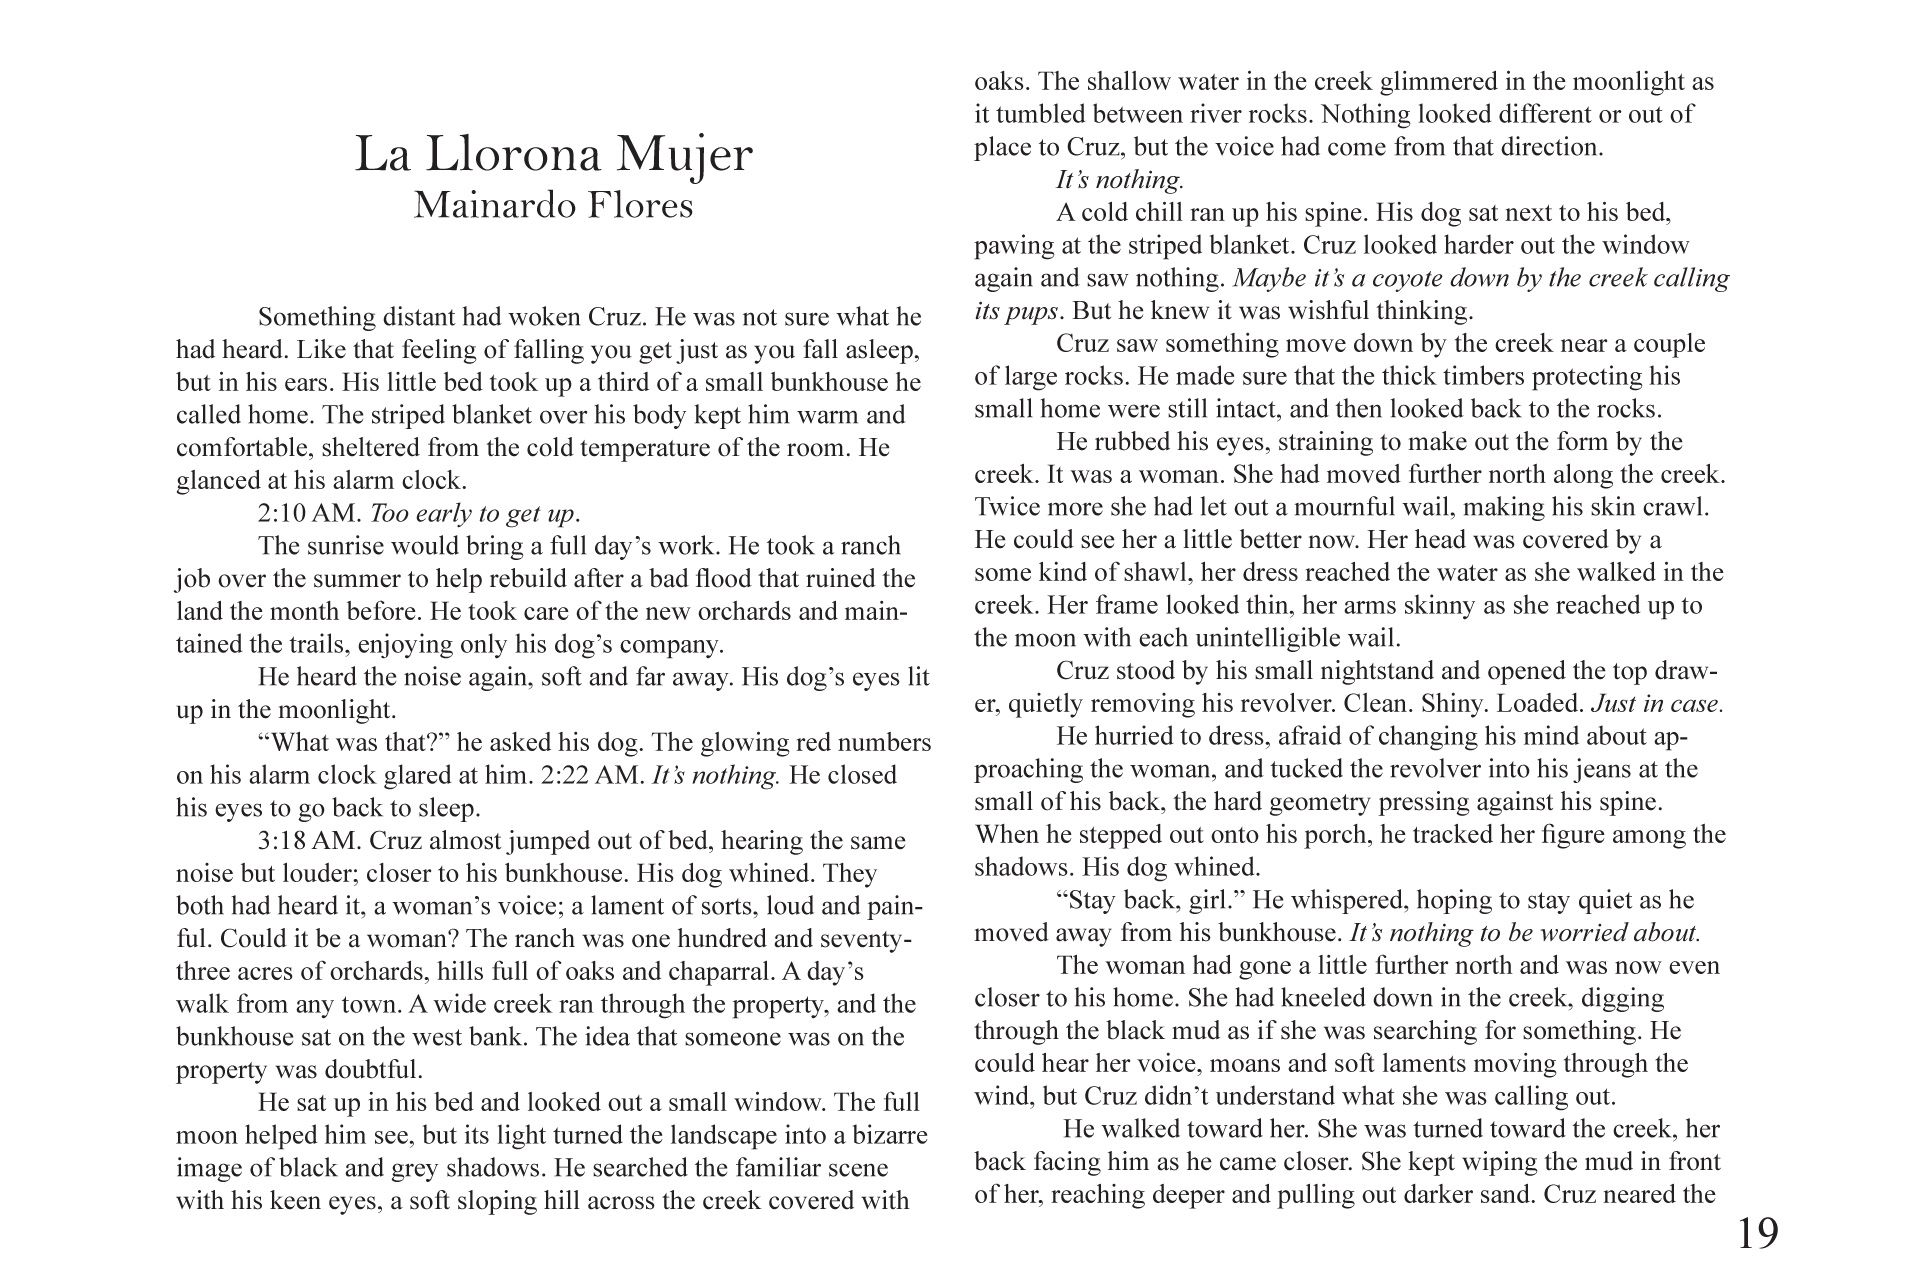 La Llorona Mujer
Mainardo Flores
Something distant had woken Cruz. He was not sure what he
had heard. Like that feeling of falling you get just as you fall asleep,
but in his ears. His little bed took up a third of a small bunkhouse he
called home. The striped blanket over his body kept him warm and
comfortable, sheltered from the cold temperature of the room. He
glanced at his alarm clock.
2:10 AM. Too early to get up.
The sunrise would bring a full day’s work. He took a ranch
job over the summer to help rebuild after a bad flood that ruined the
land the month before. He took care of the new orchards and main-
tained the trails, enjoying only his dog’s company.
He heard the noise again, soft and far away. His dog’s eyes lit
up in the moonlight.
“What was that?” he asked his dog. The glowing red numbers
on his alarm clock glared at him. 2:22 AM. It’s nothing. He closed
his eyes to go back to sleep.
3:18 AM. Cruz almost jumped out of bed, hearing the same
noise but louder; closer to his bunkhouse. His dog whined. They
both had heard it, a woman’s voice; a lament of sorts, loud and pain-
ful. Could it be a woman? The ranch was one hundred and seventy-
three acres of orchards, hills full of oaks and chaparral. A day’s
walk from any town. A wide creek ran through the property, and the
bunkhouse sat on the west bank. The idea that someone was on the
property was doubtful.
He sat up in his bed and looked out a small window. The full
moon helped him see, but its light turned the landscape into a bizarre
image of black and grey shadows. He searched the familiar scene
with his keen eyes, a soft sloping hill across the creek covered with
oaks. The shallow water in the creek glimmered in the moonlight as
it tumbled between river rocks. Nothing looked different or out of
place to Cruz, but the voice had come from that direction.
It’s nothing.
A cold chill ran up his spine. His dog sat next to his bed,
pawing at the striped blanket. Cruz looked harder out the window
again and saw nothing. Maybe it’s a coyote down by the creek calling
its pups. But he knew it was wishful thinking.
Cruz saw something move down by the creek near a couple
of large rocks. He made sure that the thick timbers protecting his
small home were still intact, and then looked back to the rocks.
He rubbed his eyes, straining to make out the form by the
creek. It was a woman. She had moved further north along the creek.
Twice more she had let out a mournful wail, making his skin crawl.
He could see her a little better now. Her head was covered by a
some kind of shawl, her dress reached the water as she walked in the
creek. Her frame looked thin, her arms skinny as she reached up to
the moon with each unintelligible wail.
Cruz stood by his small nightstand and opened the top draw-
er, quietly removing his revolver. Clean. Shiny. Loaded. Just in case.
He hurried to dress, afraid of changing his mind about ap-
proaching the woman, and tucked the revolver into his jeans at the
small of his back, the hard geometry pressing against his spine.
When he stepped out onto his porch, he tracked her figure among the
shadows. His dog whined.
“Stay back, girl.” He whispered, hoping to stay quiet as he
moved away from his bunkhouse. It’s nothing to be worried about.
The woman had gone a little further north and was now even
closer to his home. She had kneeled down in the creek, digging
through the black mud as if she was searching for something. He
could hear her voice, moans and soft laments moving through the
wind, but Cruz didn’t understand what she was calling out.
He walked toward her. She was turned toward the creek, her
back facing him as he came closer. She kept wiping the mud in front
of her, reaching deeper and pulling out darker sand. Cruz neared the
19